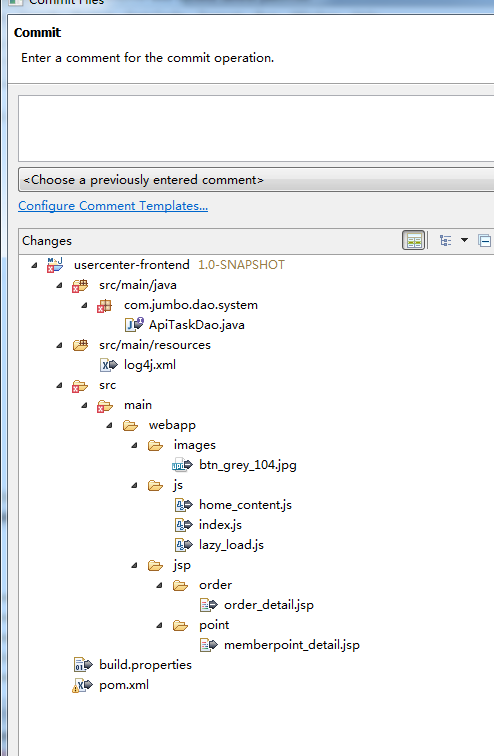 Commit Files
Commit
Enter a comment for the commit operation.
<Choose a previously entered comment>
Configure Comment Templates...
Changes
usercenter-frontend 1.0-SNAPSHOT
src/main/java
com.jumbo.dao.system
ApiTaskDao.java
src/main/resources
log4j.xml
src
main
webapp
images
btn_grey_104.jpg
js
home_content.js
index.js
lazy_load.js
jsp
order
order_detail.jsp
point
memberpoint_detail.jsp
build.properties
pom.xml